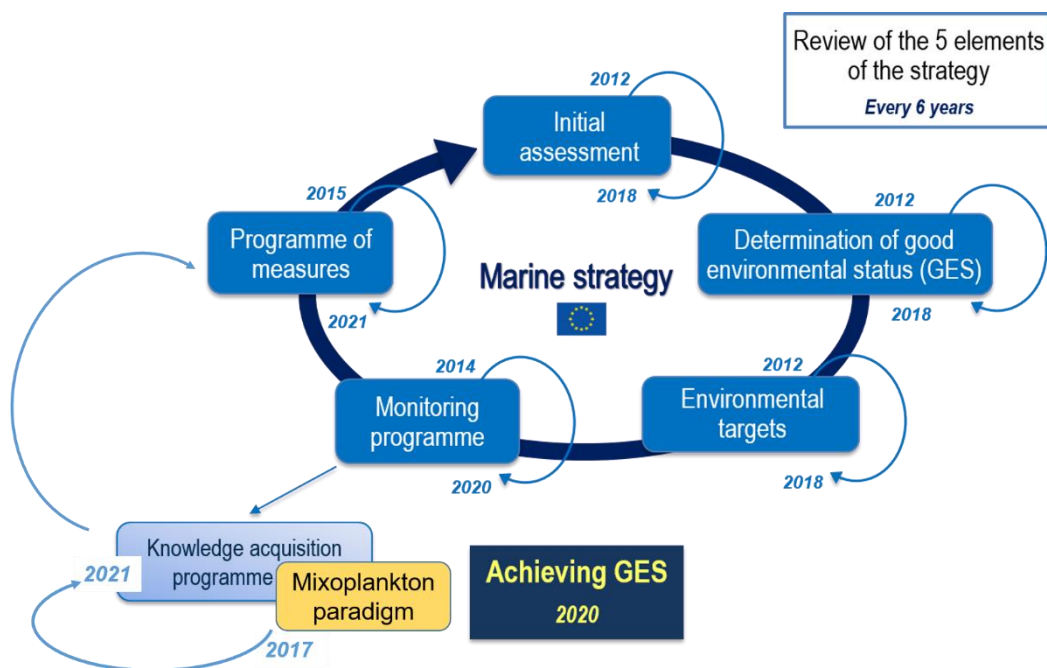 Review of the 5 elements
of the strategy
Every 6 years
2012
Initial
assessment
2018
2015
Programme of
measures
2021
2012
Determination of good
environmental status (GES)
2018
Marine strategy
2014
Monitoring
programme
2020
2012
Environmental
targets
2018
Knowledge acquisition
programme
2021
Mixoplankton
paradigm
2017
Achieving GES
2020